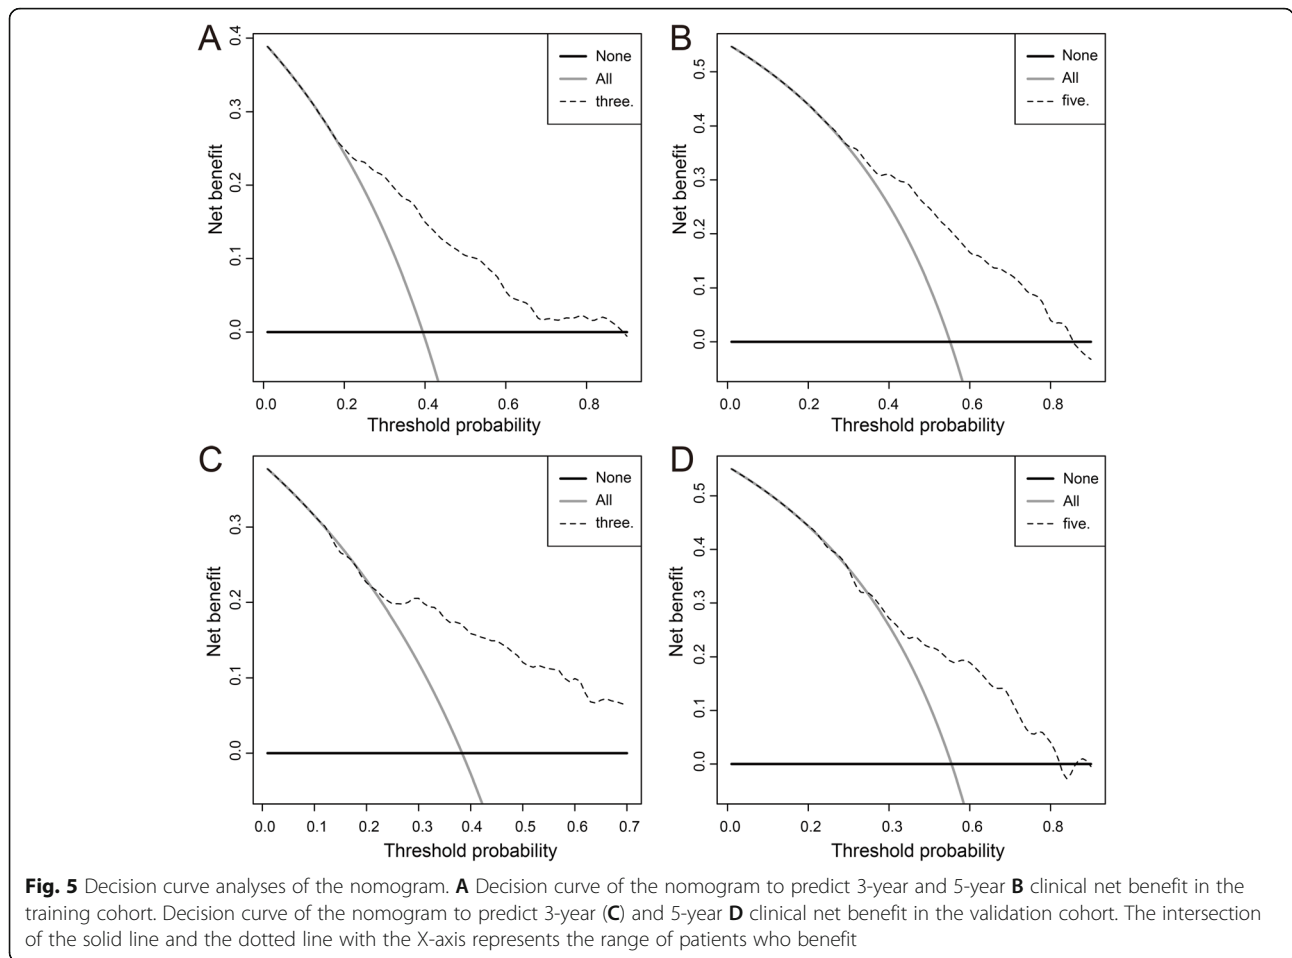 A
0.4
0.3
0.2
0.1
0.0
Net benefit
None
All
three.
0.0 0.2 0.4 0.6 0.8
Threshold probability
B
0.5
0.4
0.3
0.2
0.1
0.0
Net benefit
None
All
five.
0.0 0.2 0.4 0.6 0.8
Threshold probability
C
0.3
0.2
0.1
0.0
Net benefit
None
All
three.
0.0 0.1 0.2 0.3 0.4 0.5 0.6 0.7
Threshold probability
D
0.5
0.4
0.3
0.2
0.1
0.0
Net benefit
None
All
five.
0.0 0.2 0.3 0.6 0.8
Threshold probability
Fig. 5 Decision curve analyses of the nomogram. A Decision curve of the nomogram to predict 3-year and 5-year B clinical net benefit in the
training cohort. Decision curve of the nomogram to predict 3-year (C) and 5-year D clinical net benefit in the validation cohort. The intersection
of the solid line and the dotted line with the X-axis represents the range of patients who benefit